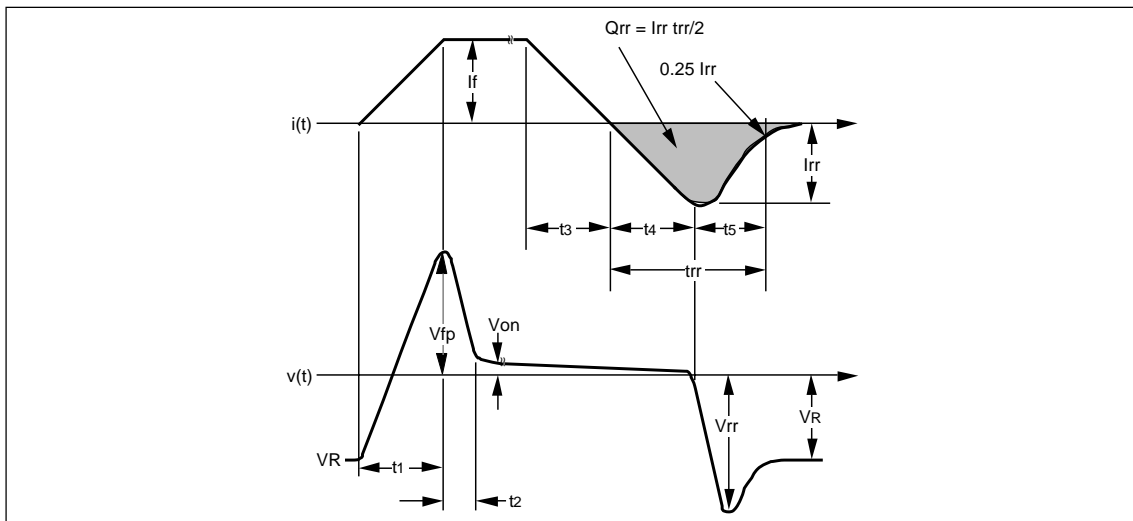 Qrr = Irr trr/2
0.25 Irr
If
i(t)
Irr
t3
t4
t5
trr
Vfp
Von
v(t)
Vrr
VR
VR
t1
t2